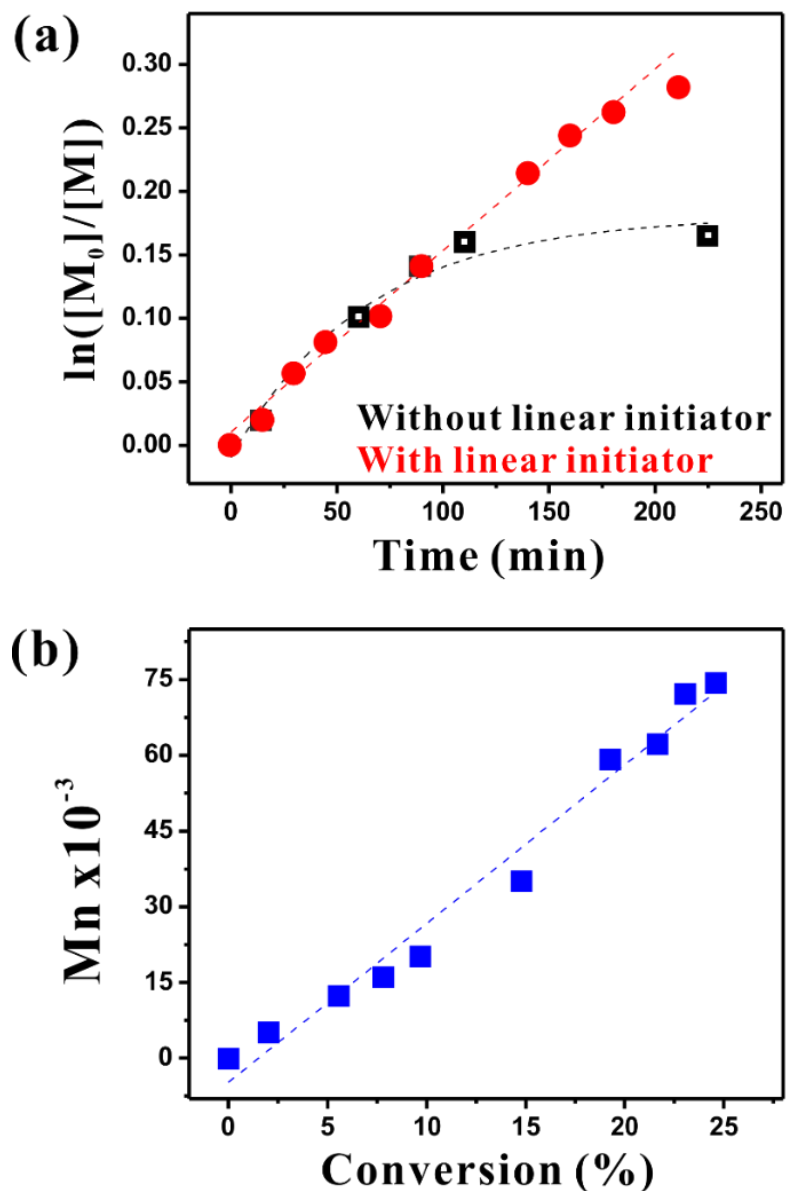 (a)
0.30
0.25
0.20
0.15
0.10
0.05
0.00
ln([M₀]/[M])
Without linear initiator
With linear initiator
0 50 100 150 200 250
Time (min)
(b)
75
60
45
30
15
0
Mn x10⁻³
0 5 10 15 20 25
Conversion (%)